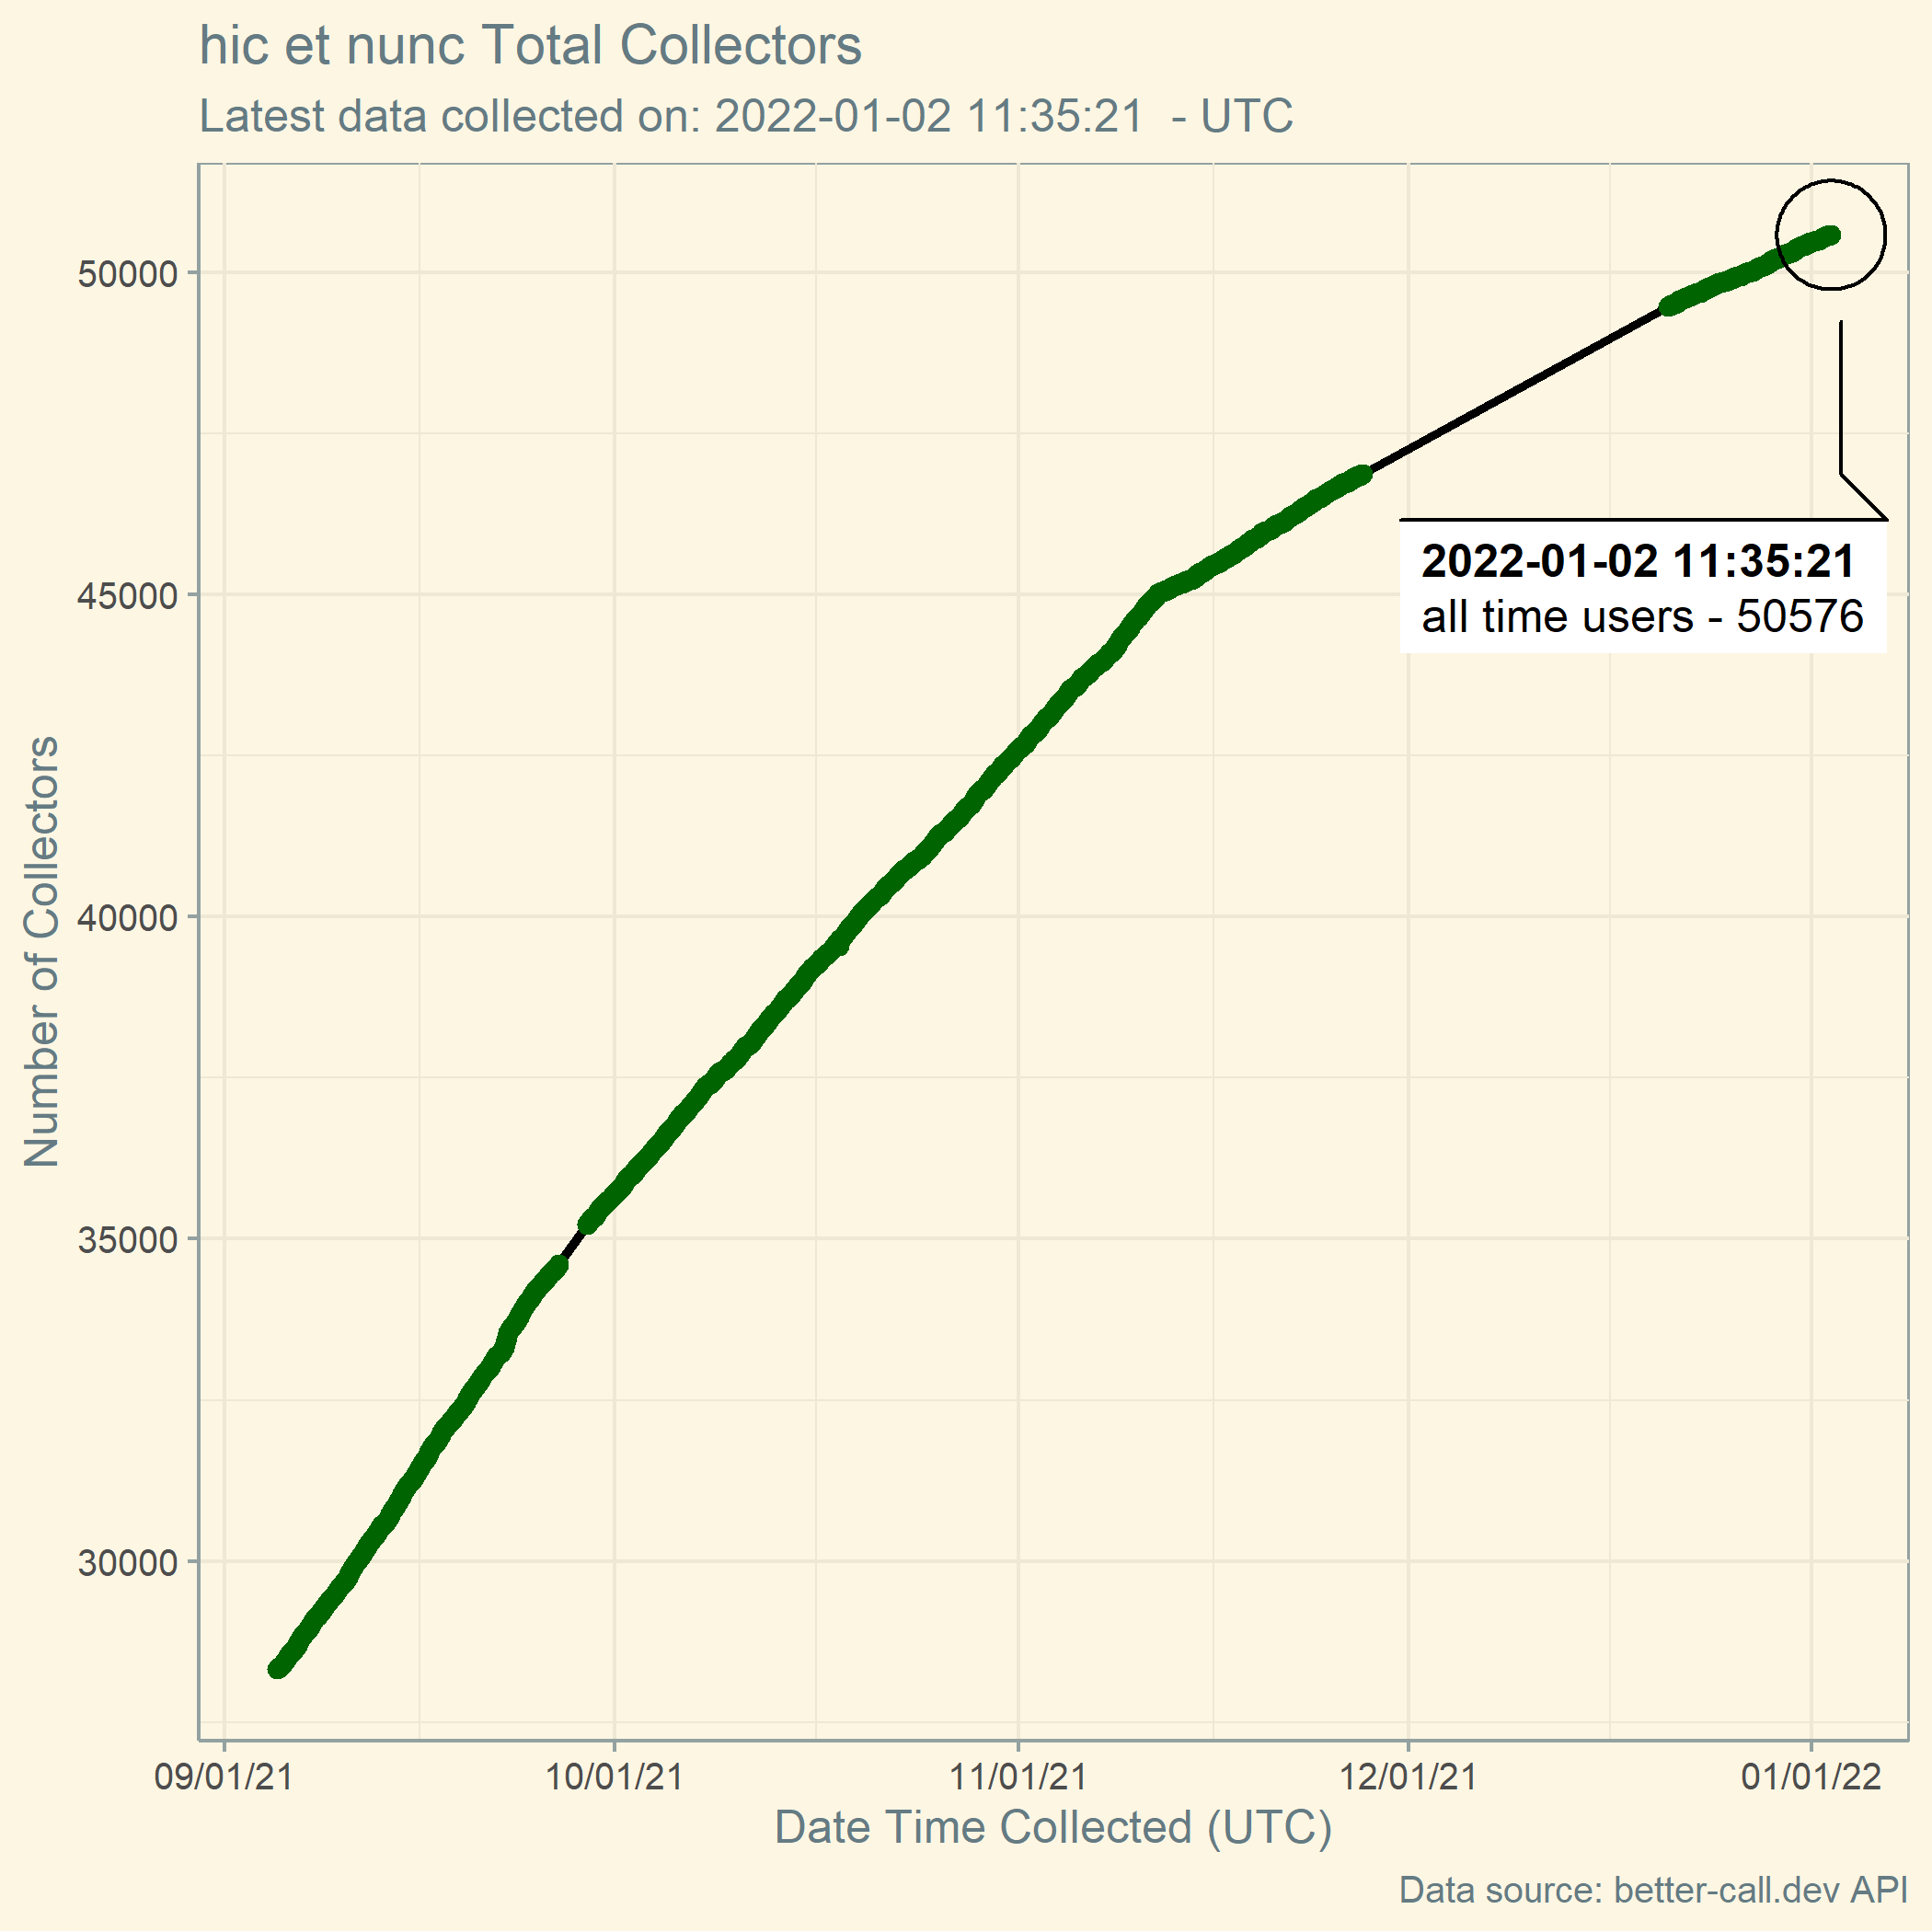 hic et nunc Total Collectors
Latest data collected on: 2022-01-02 11:35:21  - UTC
50000
45000
40000
35000
30000
Number of Collectors
2022-01-02 11:35:21
all time users - 50576
09/01/21 10/01/21 11/01/21 12/01/21 01/01/22
Date Time Collected (UTC)
Data source: better-call.dev API